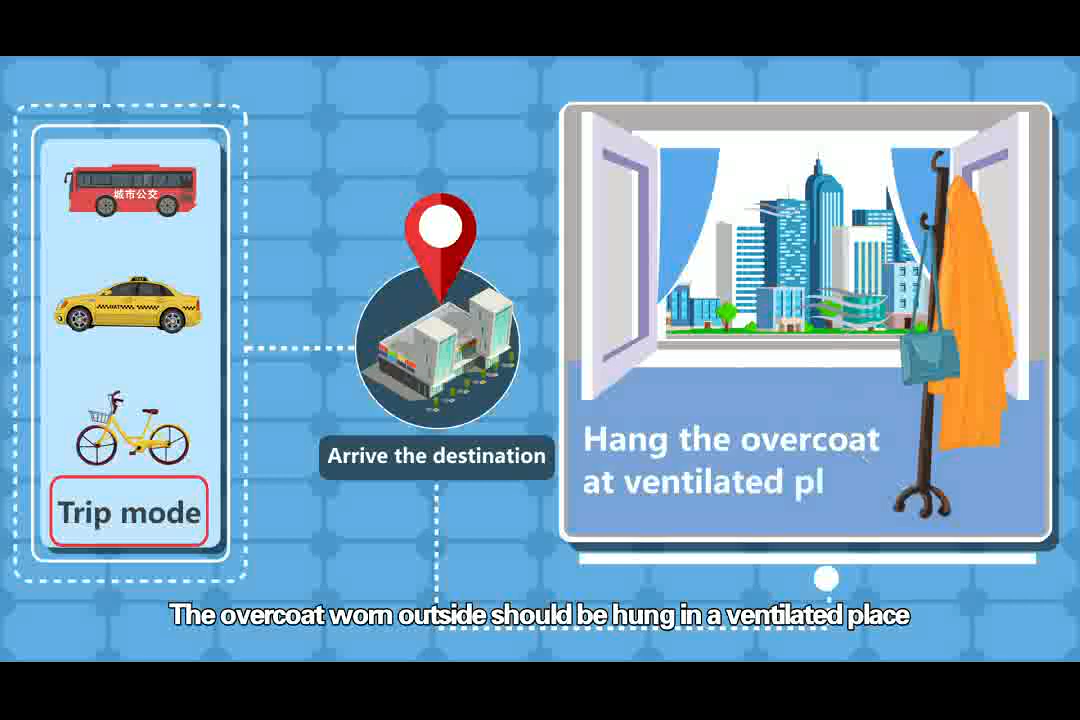 城市公交
Trip mode
Arrive the destination
Hang the overcoat
at ventilated pl
The overcoat worn outside should be hung in a ventilated place